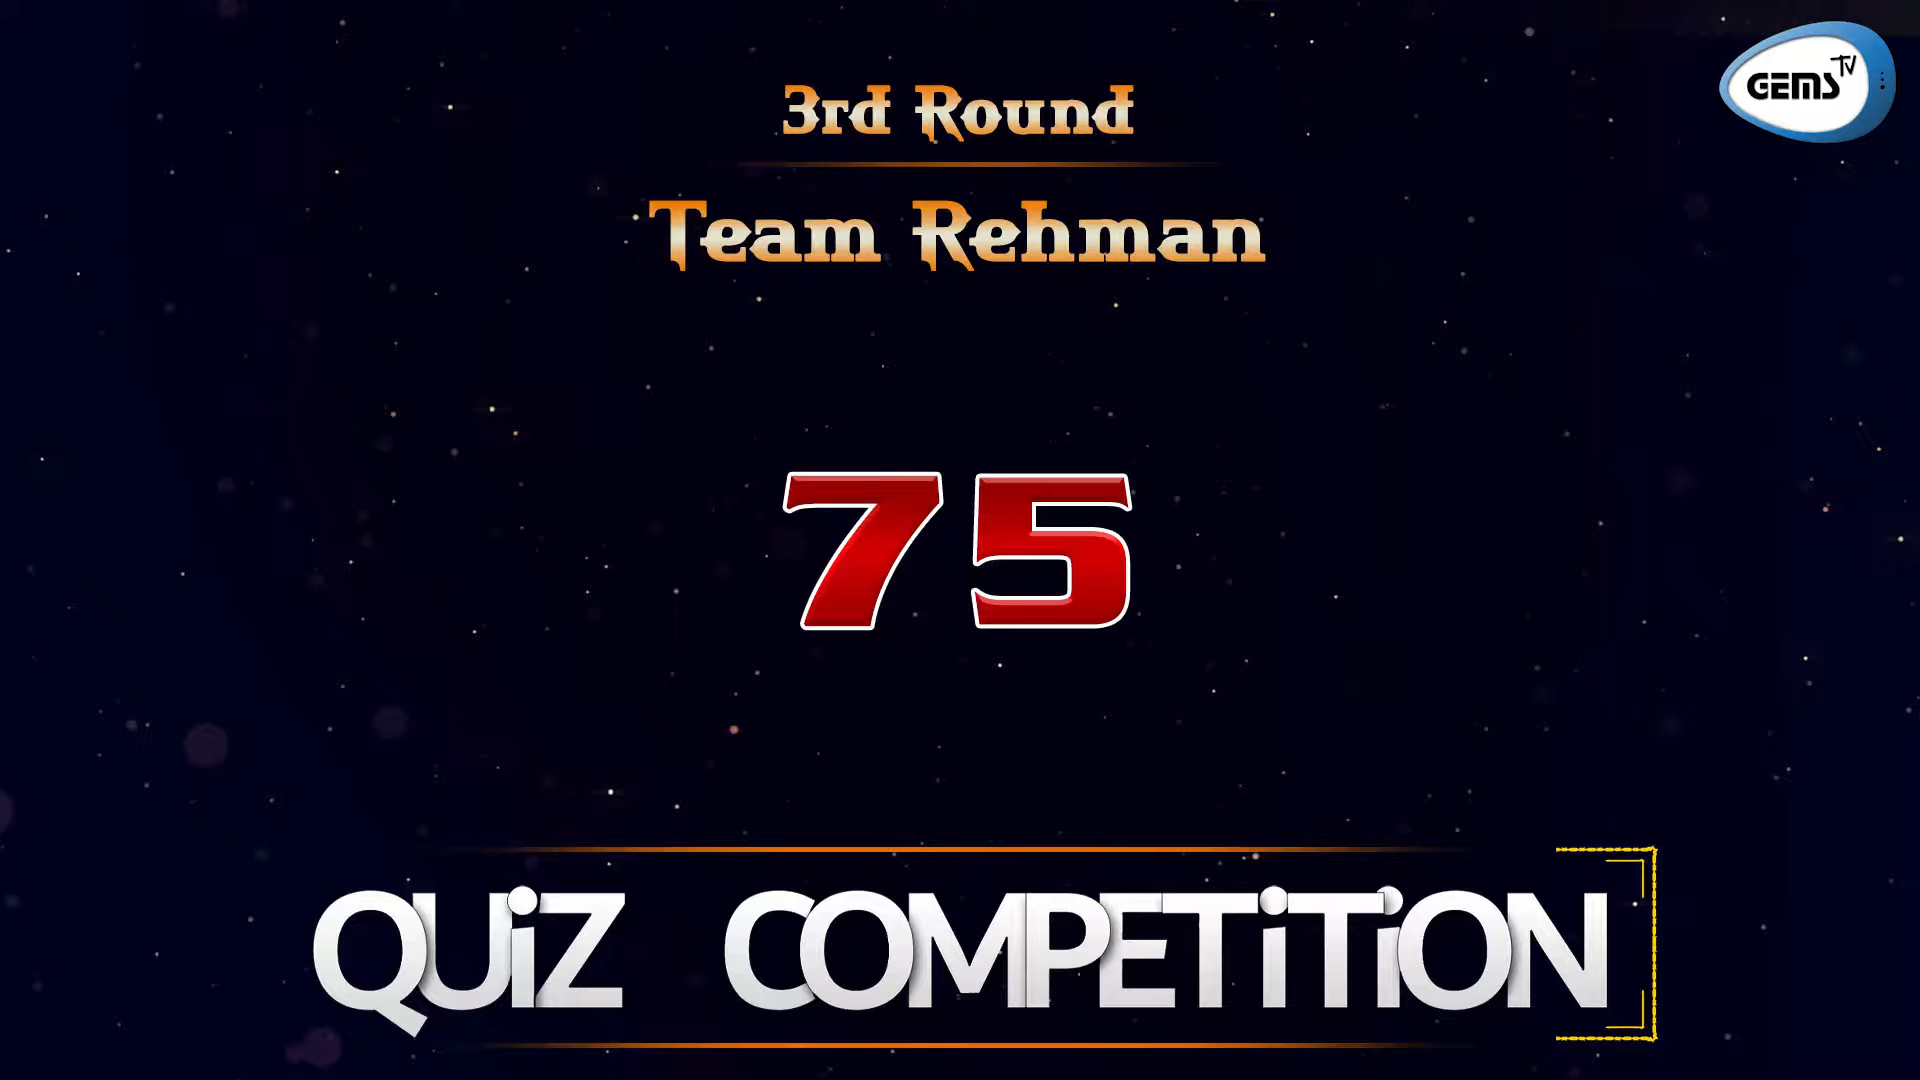 GEMS TV
3rd Round
Team Rehman
75
QUiZ COMPETiTiON